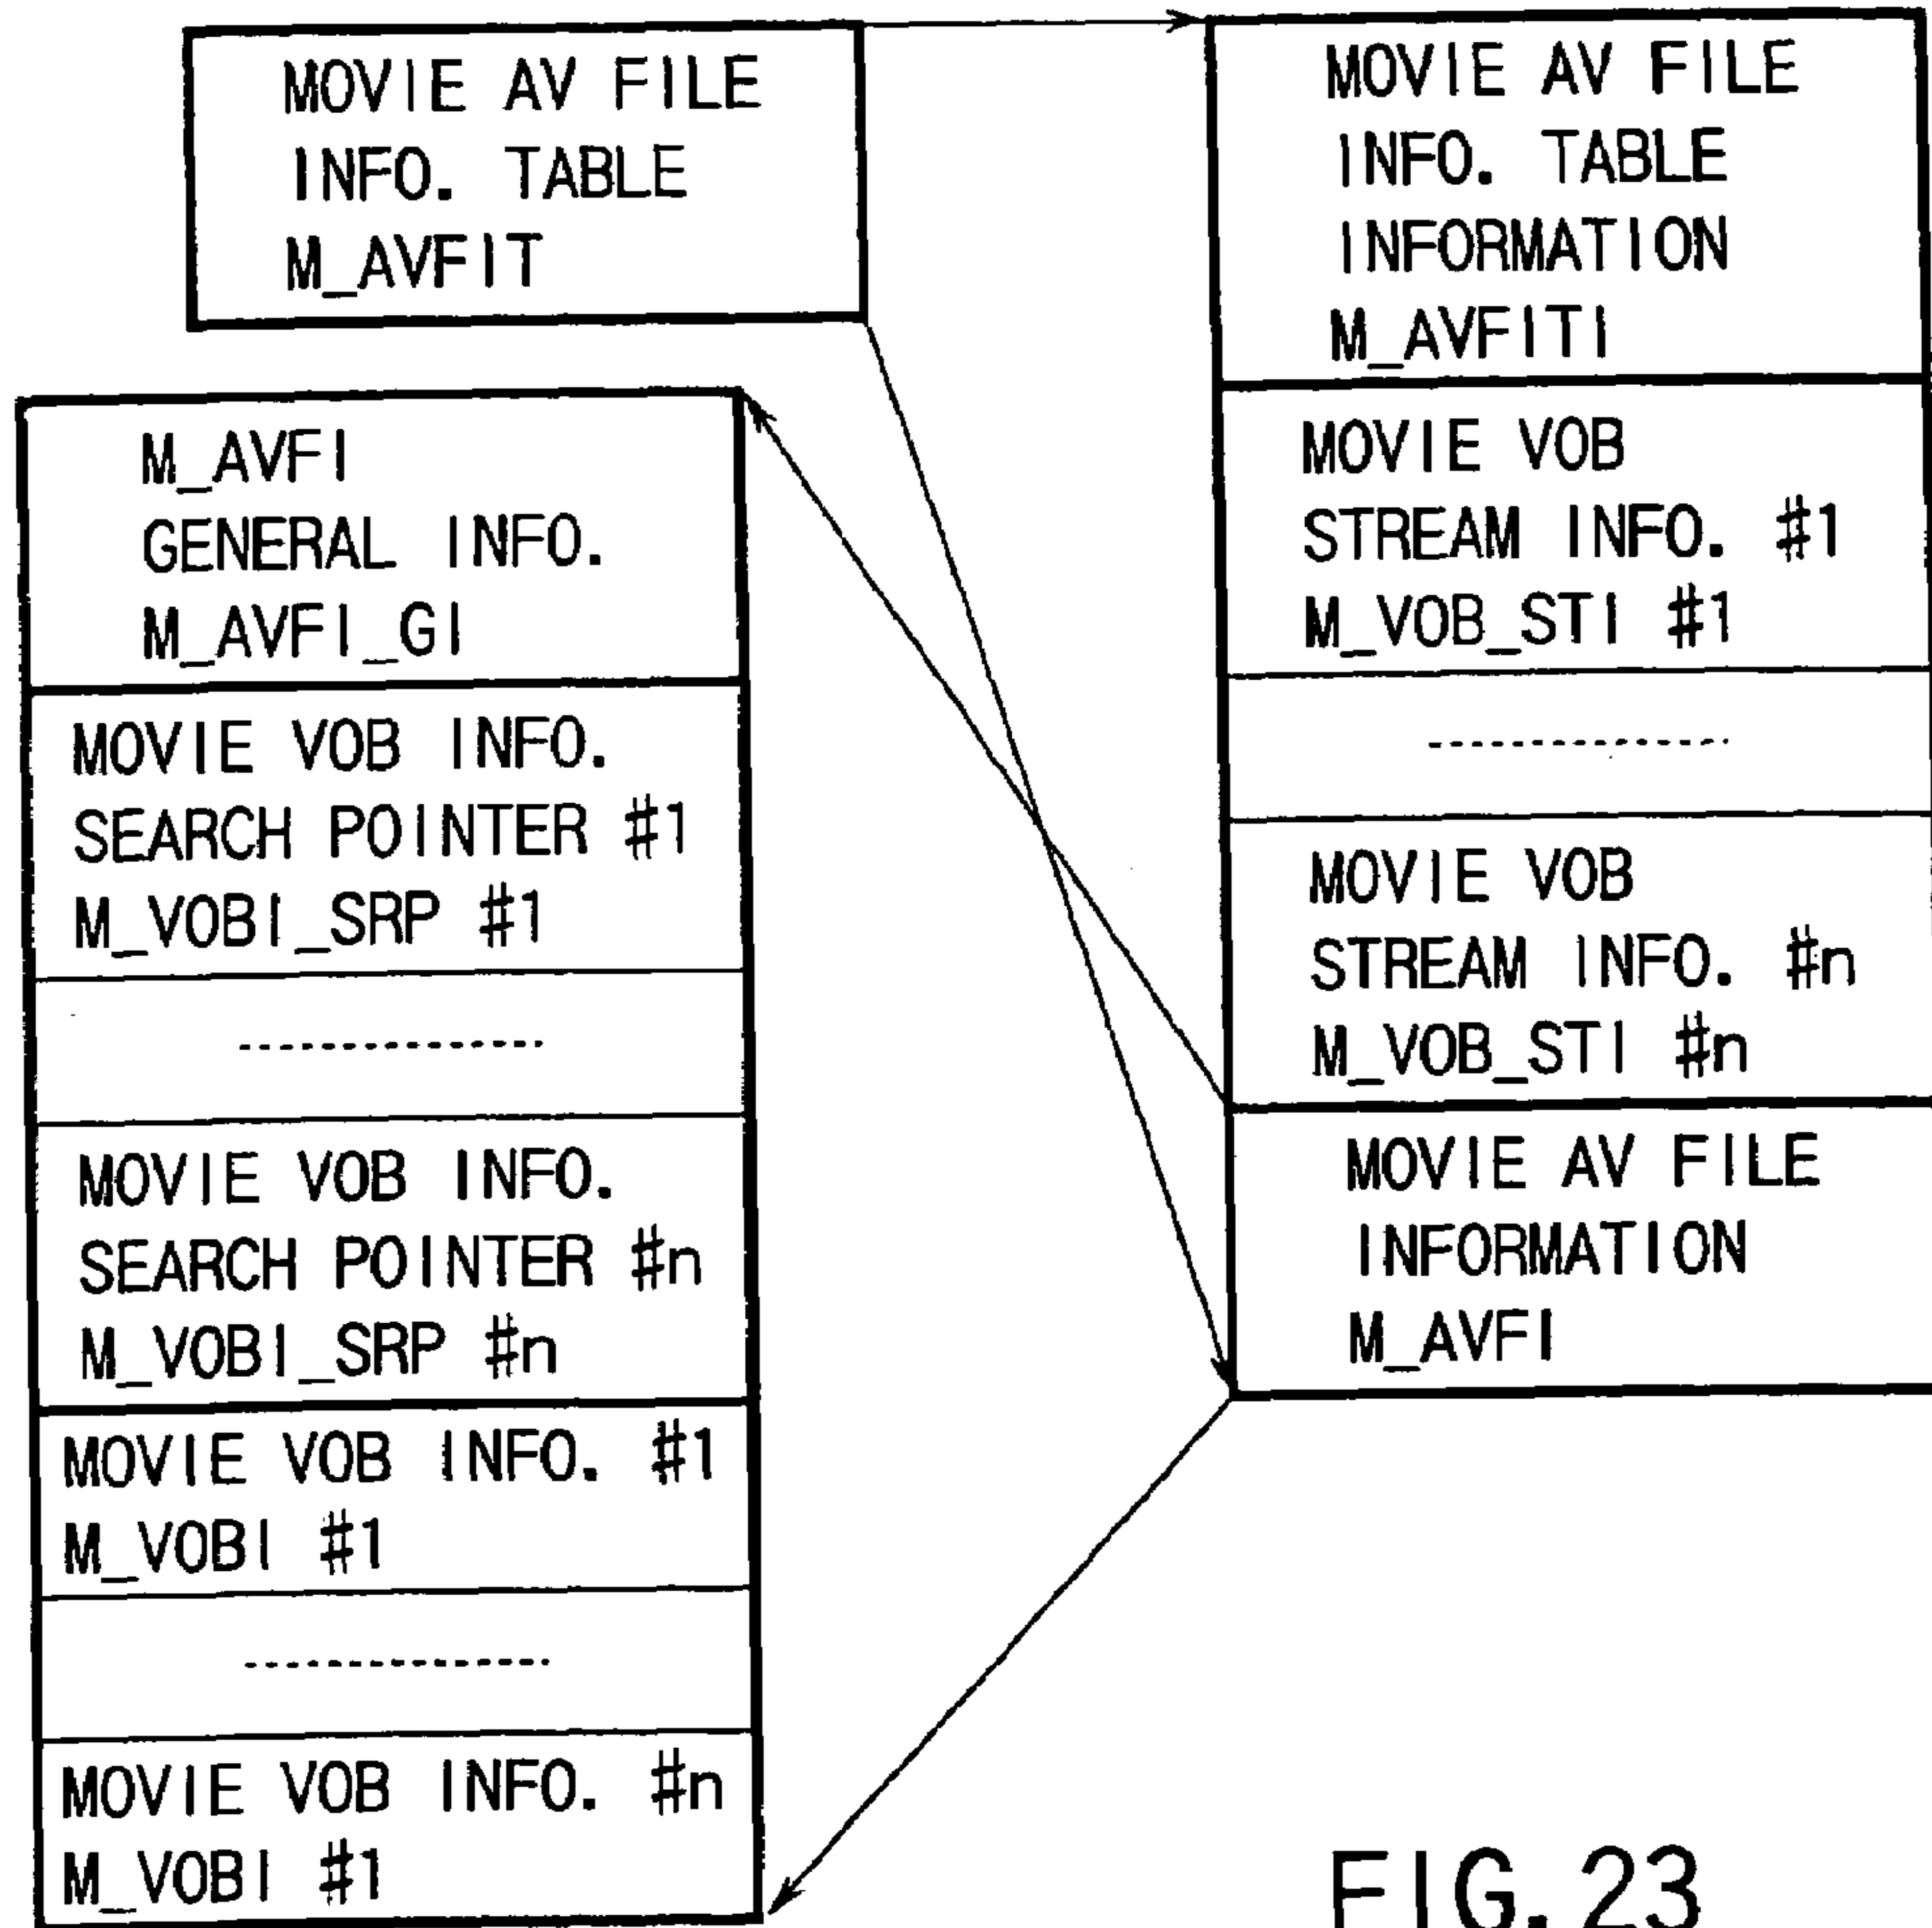 MOVIE AV FILE
INFO. TABLE
M_AVFIT
MOVIE AV FILE
INFO. TABLE
INFORMATION
M_AVFITI
MOVIE VOB
STREAM INFO. #1
M_VOB_STI #1
MOVIE VOB
STREAM INFO. #n
M_VOB_STI #n
MOVIE AV FILE
INFORMATION
M_AVFI
M_AVFI
GENERAL INFO.
M_AVFI_GI
MOVIE VOB INFO.
SEARCH POINTER #1
M_VOBI_SRP #1
MOVIE VOB INFO.
SEARCH POINTER #n
M_VOBI_SRP #n
MOVIE VOB INFO. #1
M_VOBI #1
MOVIE VOB INFO. #n
M_VOBI #1
FIG. 23